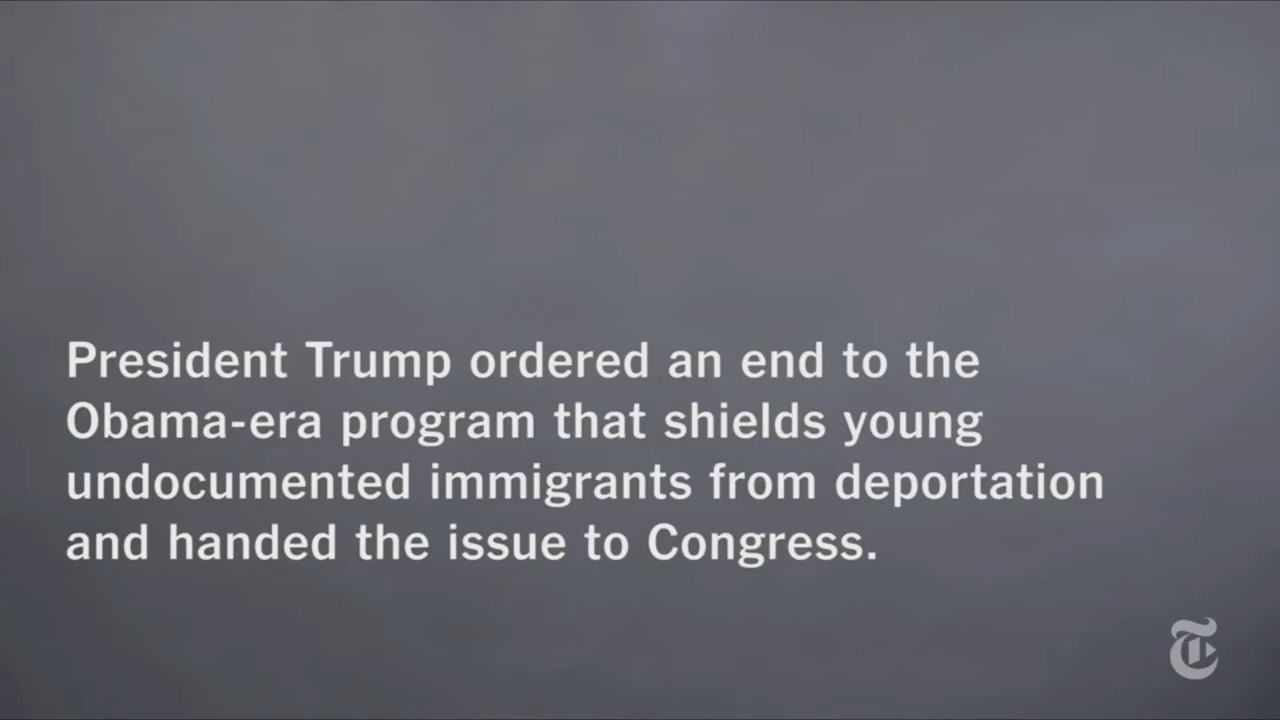 President Trump ordered an end to the
Obama-era program that shields young
undocumented immigrants from deportation
and handed the issue to Congress.
T